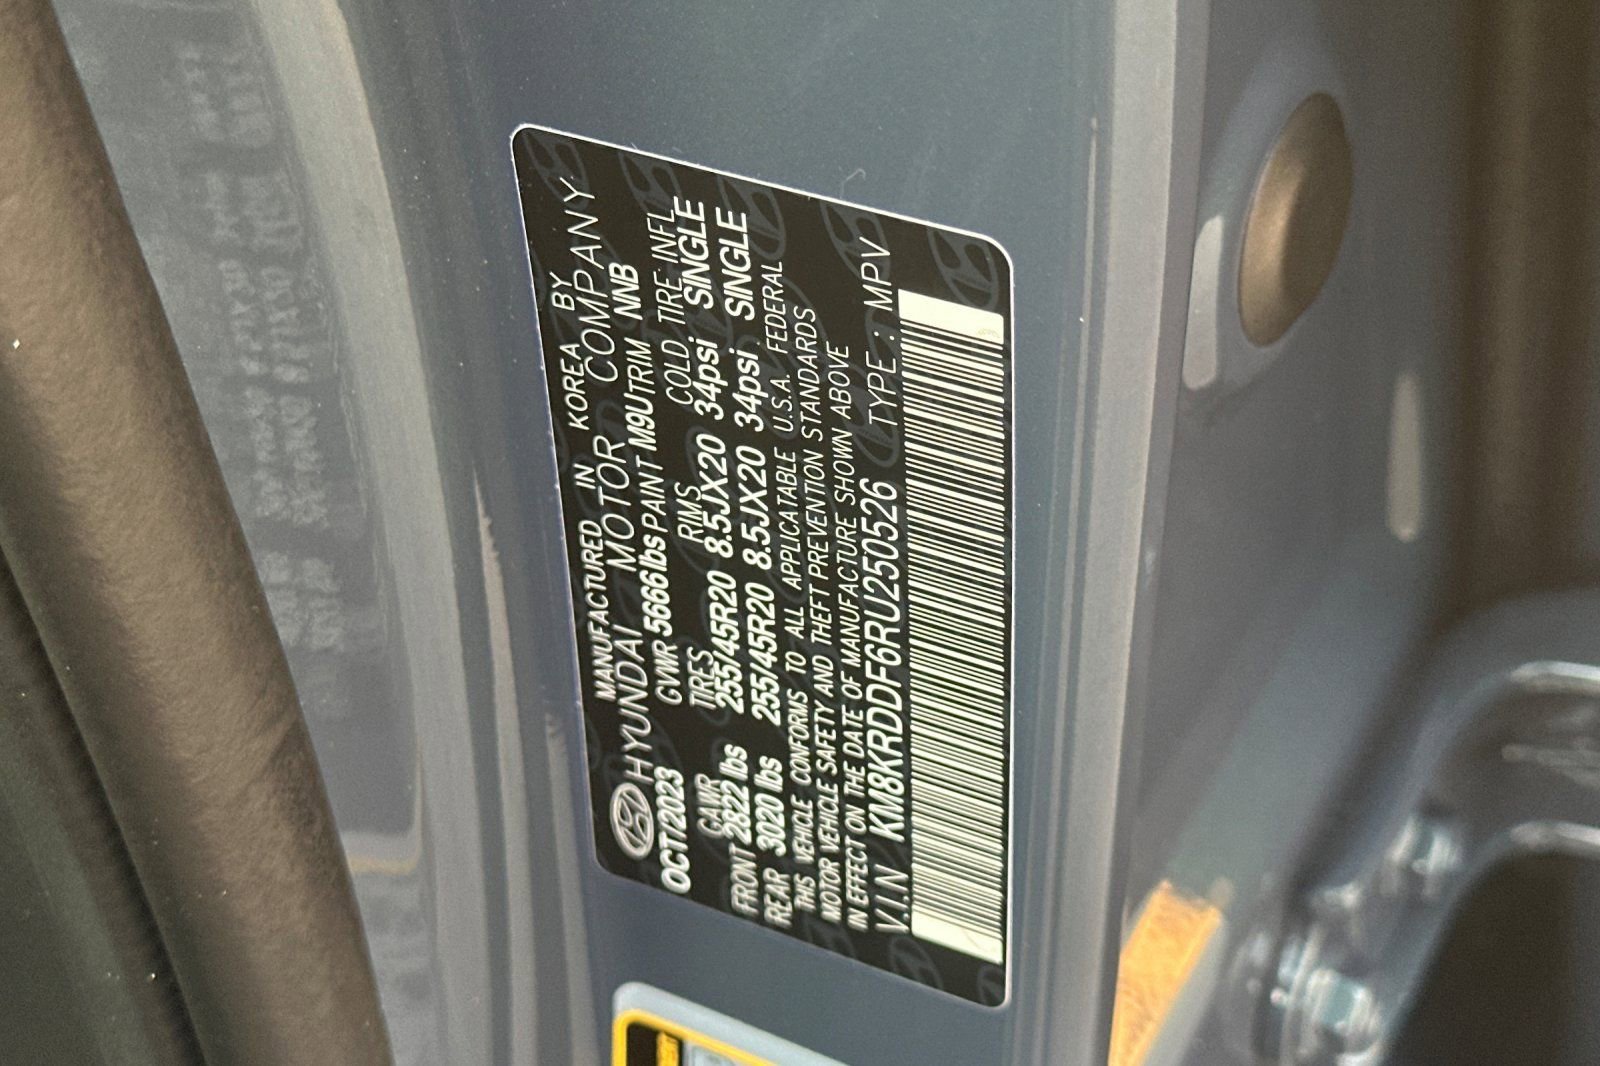 MANUFACTURED IN KOREA BY
HYUNDAI MOTOR COMPANY
OCT/2023 GVWR 5666lbs PAINT M9U TRIM NNB
GAWR TIRES RIMS COLD TIRE INFL
FRONT 2822 lbs 255/45R20 8.5JX20 34psi SINGLE
REAR 3020 lbs 255/45R20 8.5JX20 34psi SINGLE
THIS VEHICLE CONFORMS TO ALL APPLICATABLE U.S.A. FEDERAL
MOTOR VEHICLE SAFETY AND THEFT PREVENTION STANDARDS
IN EFFECT ON THE DATE OF MANUFACTURE SHOWN ABOVE
V.I.N KM8KRDDF6RU250526 TYPE : MPV